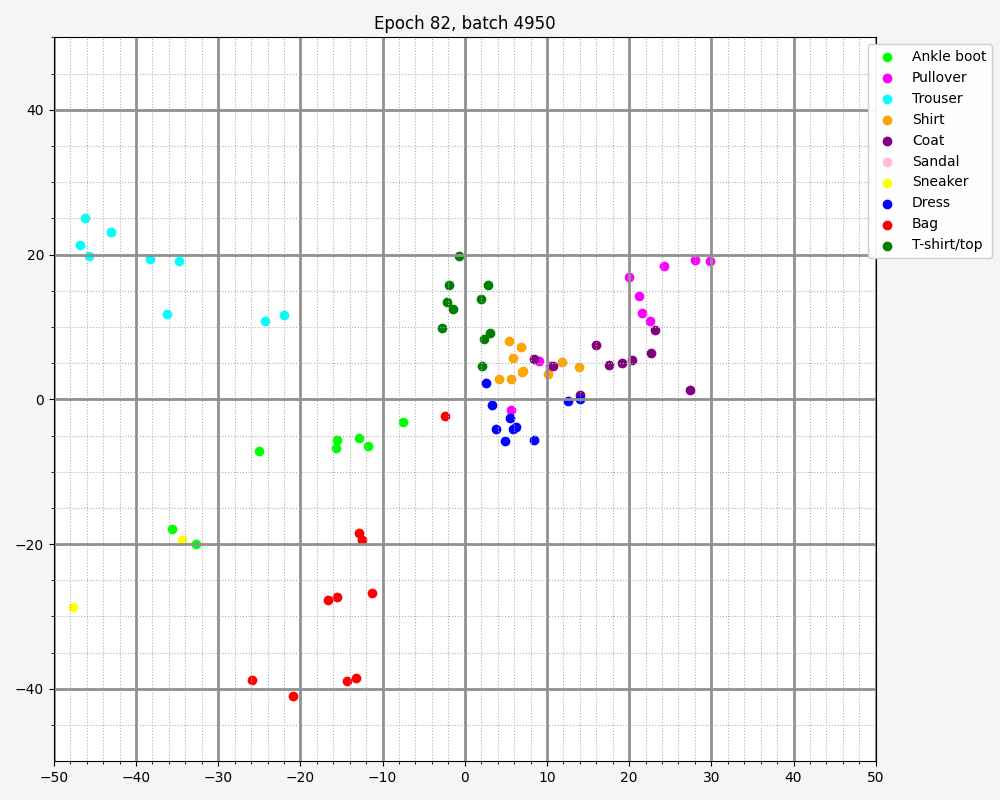 Epoch 82, batch 4950
Ankle boot
Pullover
Trouser
Shirt
Coat
Sandal
Sneaker
Dress
Bag
T-shirt/top
40
20
0
−20
−40
−50 −40 −30 −20 −10 0 10 20 30 40 50